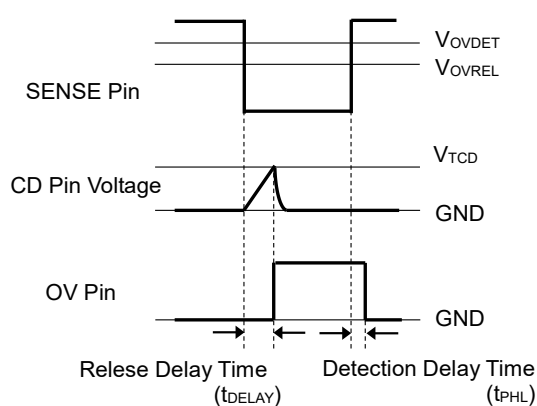 VOVDET
VOVREL
SENSE Pin
VTCD
CD Pin Voltage
GND
OV Pin
GND
Relese Delay Time
(tDELAY)
Detection Delay Time
(tPHL)